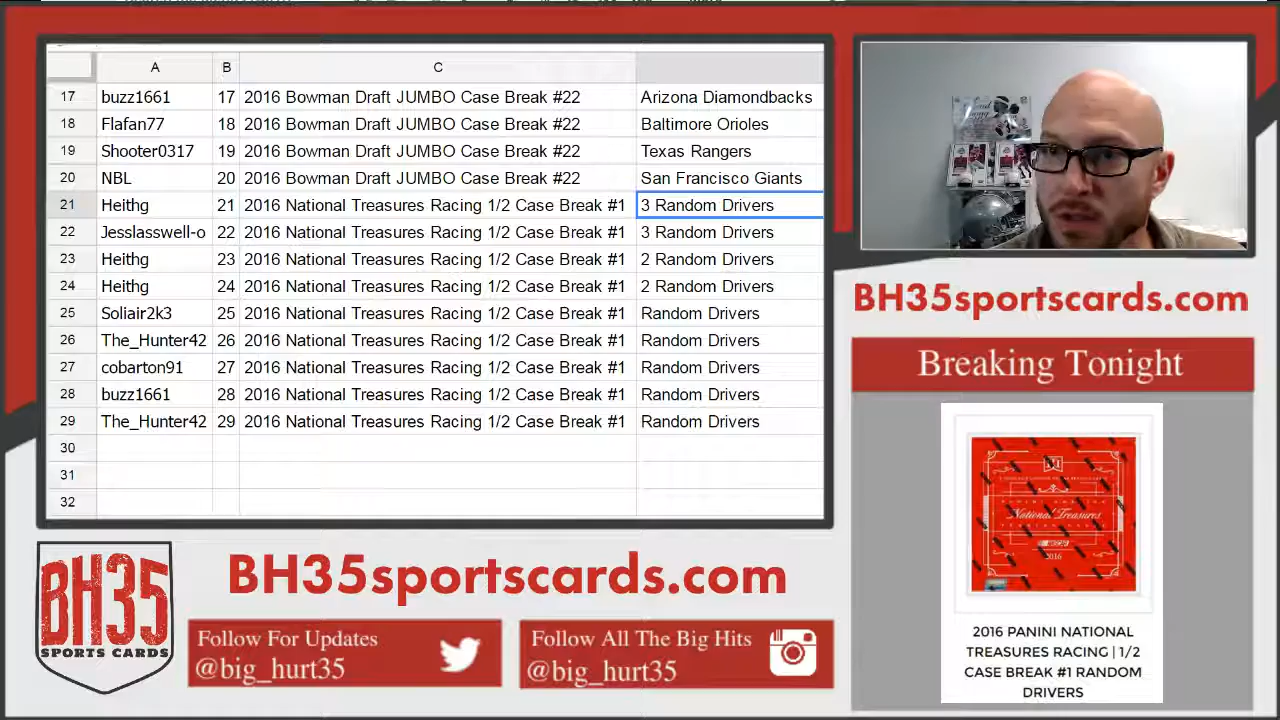 A B C
17 buzz1661 17 2016 Bowman Draft JUMBO Case Break #22 Arizona Diamondbacks
18 Flafan77 18 2016 Bowman Draft JUMBO Case Break #22 Baltimore Orioles
19 Shooter0317 19 2016 Bowman Draft JUMBO Case Break #22 Texas Rangers
20 NBL 20 2016 Bowman Draft JUMBO Case Break #22 San Francisco Giants
21 Heithg 21 2016 National Treasures Racing 1/2 Case Break #1 3 Random Drivers
22 Jesslasswell-o 22 2016 National Treasures Racing 1/2 Case Break #1 3 Random Drivers
23 Heithg 23 2016 National Treasures Racing 1/2 Case Break #1 2 Random Drivers
24 Heithg 24 2016 National Treasures Racing 1/2 Case Break #1 2 Random Drivers
25 Soliair2k3 25 2016 National Treasures Racing 1/2 Case Break #1 Random Drivers
26 The_Hunter42 26 2016 National Treasures Racing 1/2 Case Break #1 Random Drivers
27 cobarton91 27 2016 National Treasures Racing 1/2 Case Break #1 Random Drivers
28 buzz1661 28 2016 National Treasures Racing 1/2 Case Break #1 Random Drivers
29 The_Hunter42 29 2016 National Treasures Racing 1/2 Case Break #1 Random Drivers
30
31
32
BH35sportscards.com
Breaking Tonight
National Treasures
2016
2016 PANINI NATIONAL
TREASURES RACING | 1/2
CASE BREAK #1 RANDOM
DRIVERS
BH35
SPORTS CARDS
BH35sportscards.com
Follow For Updates
@big_hurt35
Follow All The Big Hits
@big_hurt35